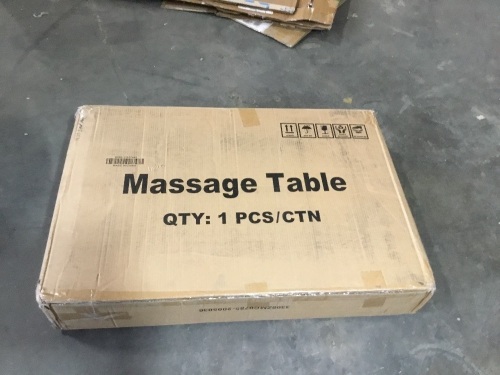 Massage Table
QTY: 1 PCS/CTN